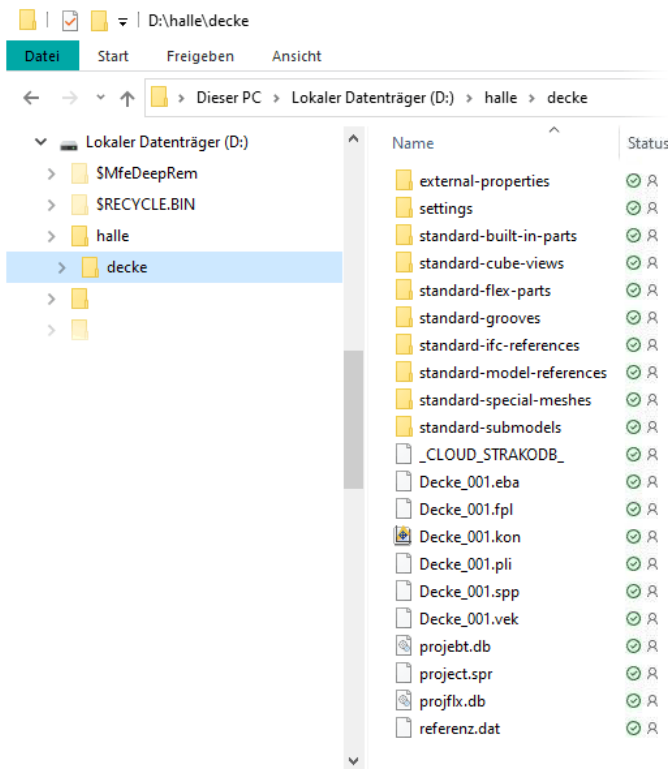 D:\halle\decke
Datei Start Freigeben Ansicht
Dieser PC > Lokaler Datenträger (D:) > halle > decke
Lokaler Datenträger (D:)
$MfeDeepRem
$RECYCLE.BIN
halle
decke
Name Status
external-properties
settings
standard-built-in-parts
standard-cube-views
standard-flex-parts
standard-grooves
standard-ifc-references
standard-model-references
standard-special-meshes
standard-submodels
_CLOUD_STRAKODB_
Decke_001.eba
Decke_001.fpl
Decke_001.kon
Decke_001.pli
Decke_001.spp
Decke_001.vek
projebt.db
project.spr
projflx.db
referenz.dat